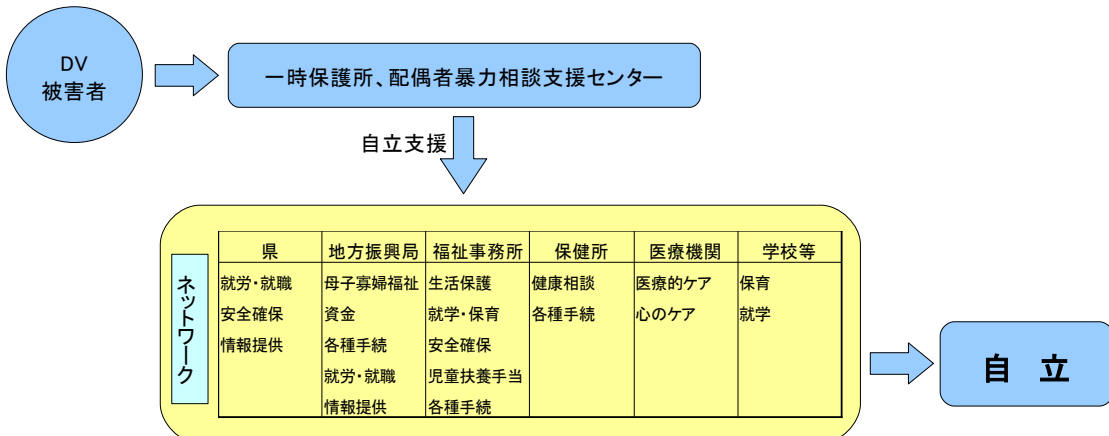 DV
被害者
一時保護所、配偶者暴力相談支援センター
自立支援
ネットワーク
県 地方振興局 福祉事務所 保健所 医療機関 学校等
就労・就職 母子寡婦福祉 生活保護 健康相談 医療的ケア 保育
安全確保 資金 就学・保育 各種手続 心のケア 就学
情報提供 各種手続 安全確保
就労・就職 児童扶養手当
情報提供 各種手続
自 立